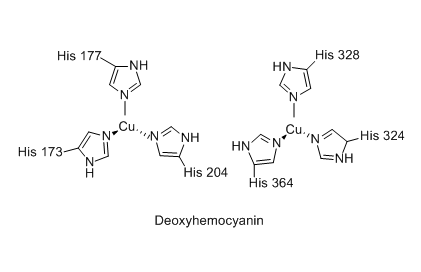 His 177
NH
N
Cu
N
N
NH
His 173
N
H
His 204
His 328
HN
N
Cu
N
N
HN
His 324
NH
His 364
Deoxyhemocyanin